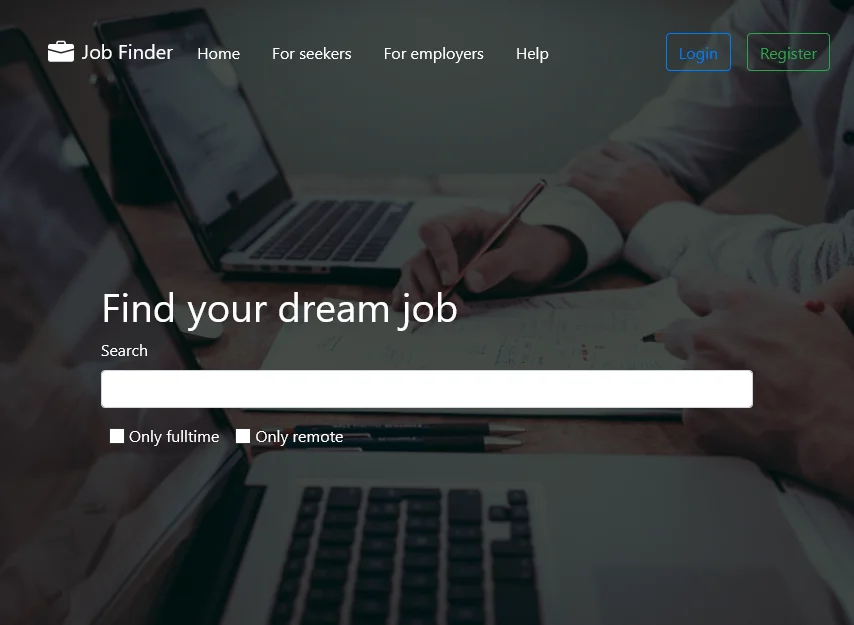 Job Finder Home For seekers For employers Help Login Register
Find your dream job
Search
Only fulltime Only remote